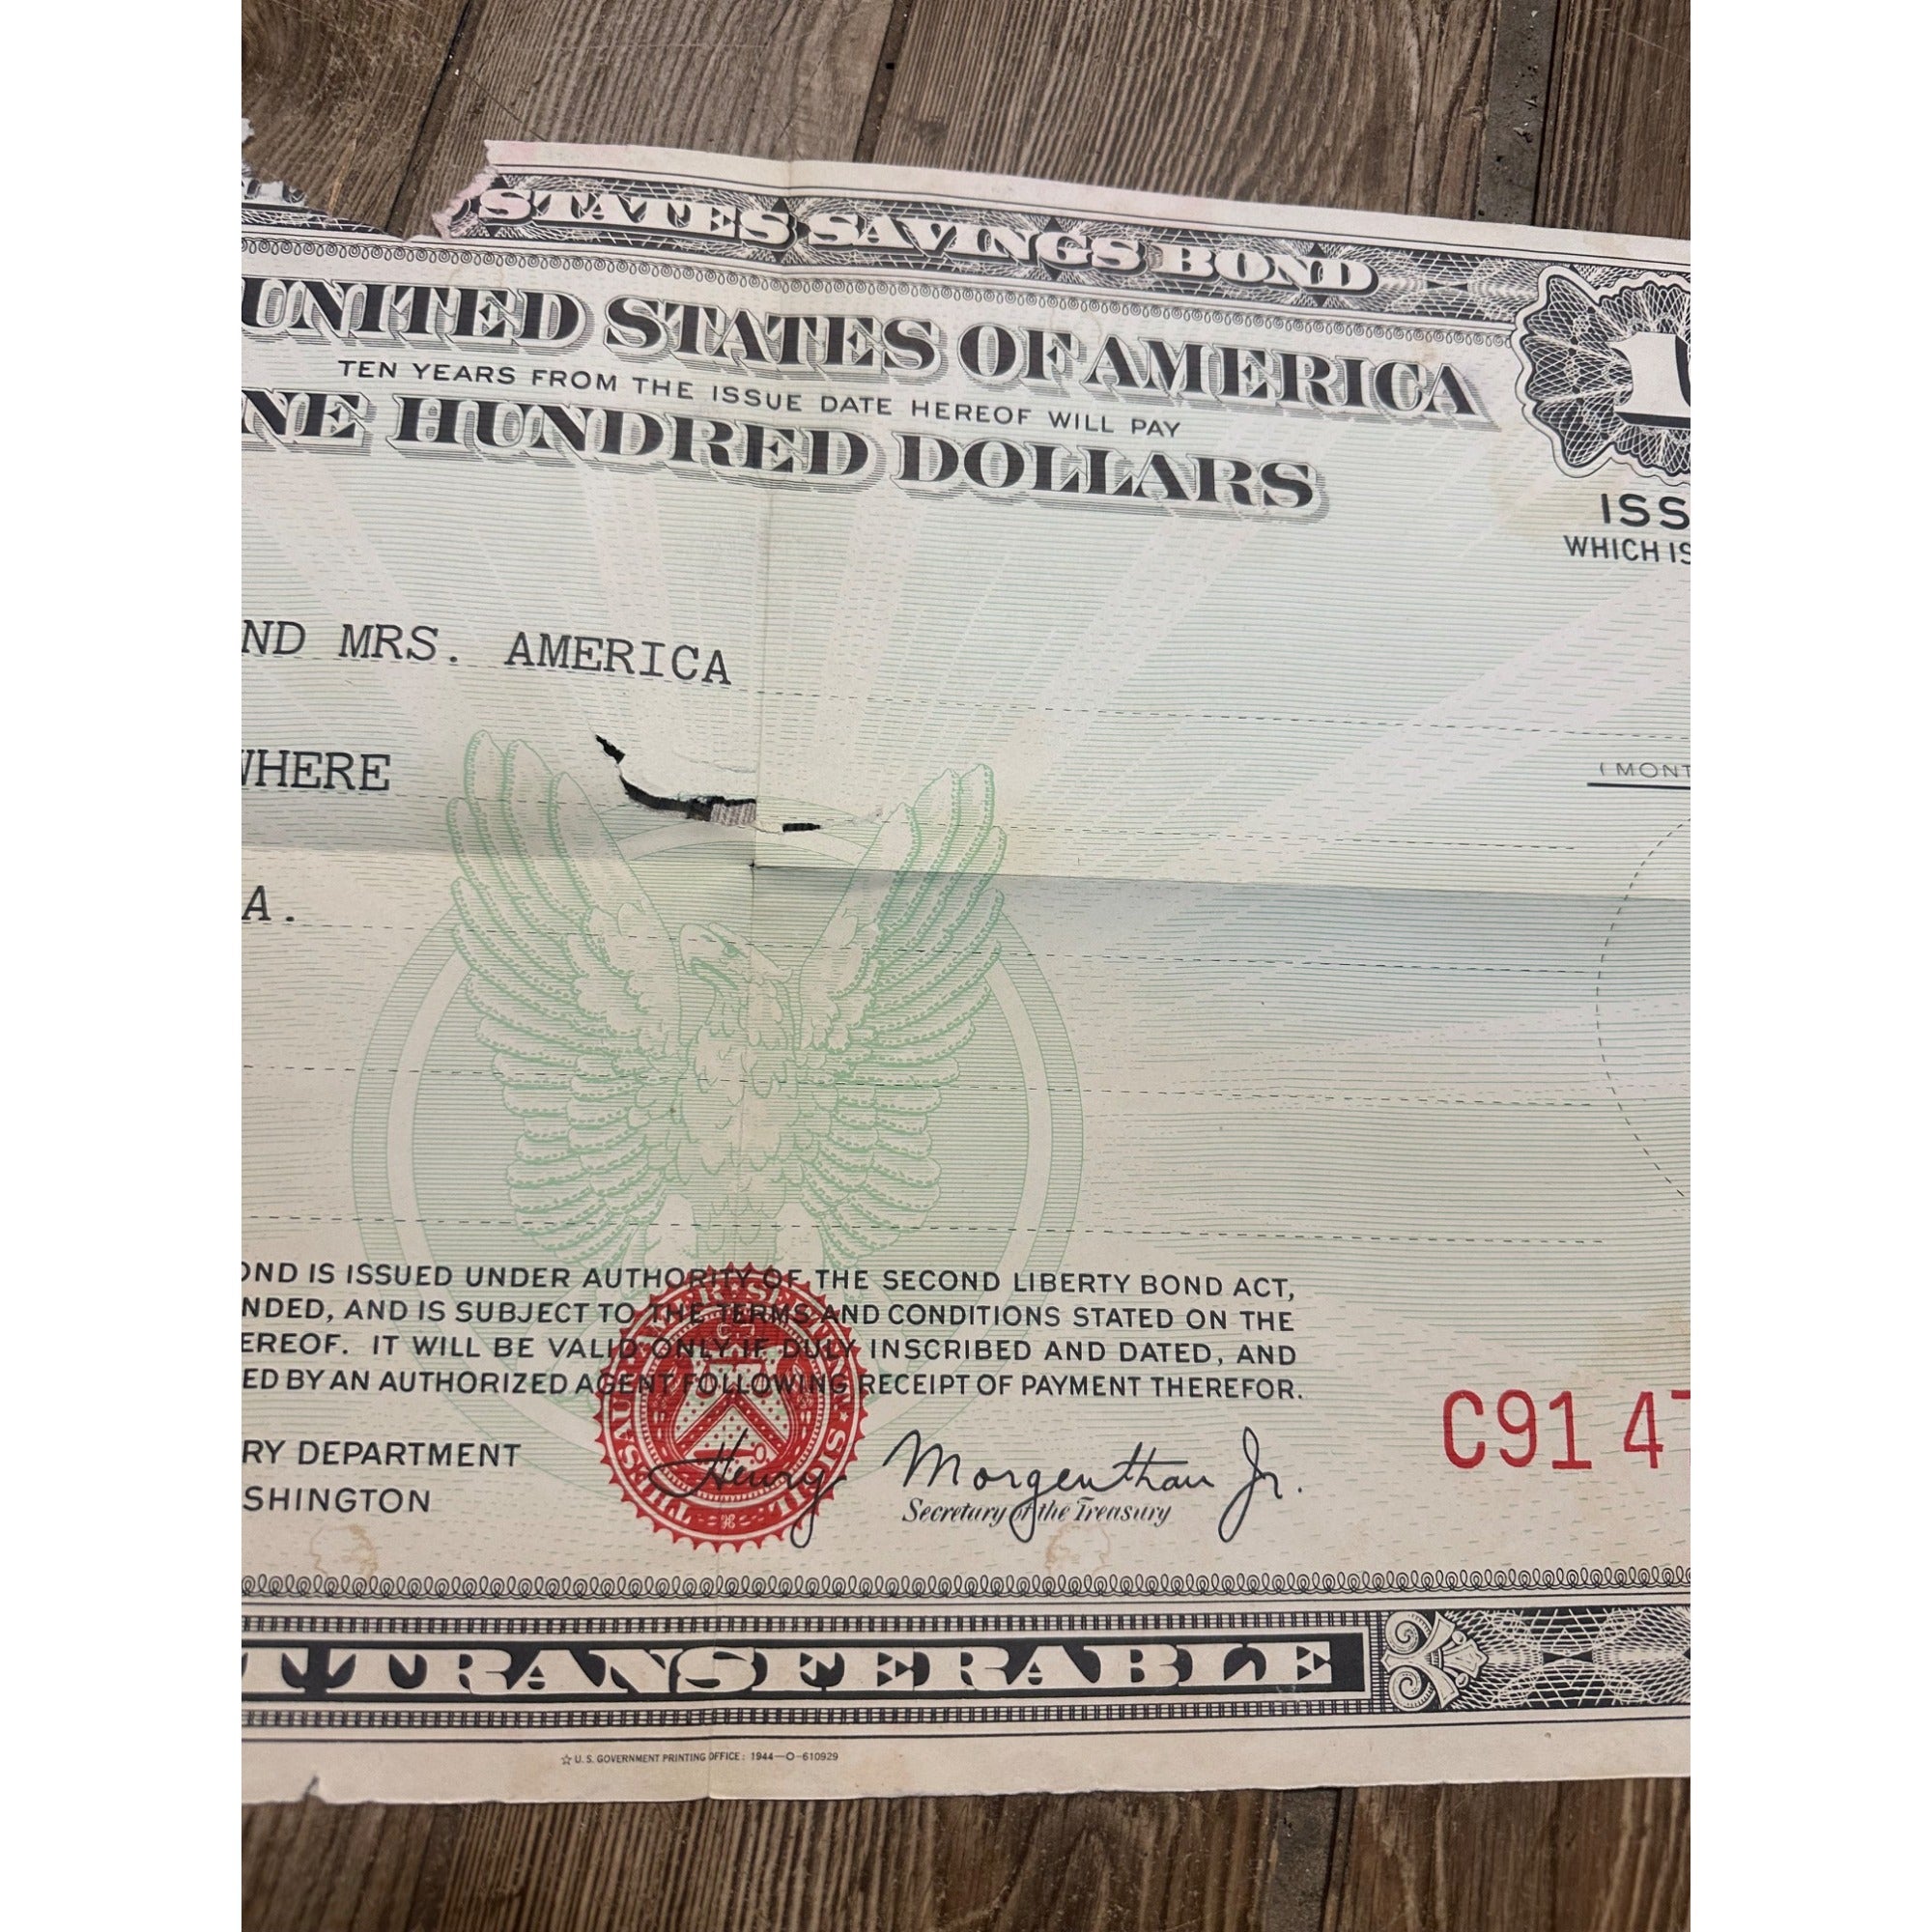 STATES SAVINGS BOND
UNITED STATES OF AMERICA
TEN YEARS FROM THE ISSUE DATE HEREOF WILL PAY
NE HUNDRED DOLLARS
ISS
WHICH IS
ND MRS. AMERICA
(MONT
WHERE
A.
OND IS ISSUED UNDER AUTHORITY OF THE SECOND LIBERTY BOND ACT,
NDED, AND IS SUBJECT TO THE TERMS AND CONDITIONS STATED ON THE
EREOF. IT WILL BE VALID ONLY IF DULY INSCRIBED AND DATED, AND
ED BY AN AUTHORIZED AGENT FOLLOWING RECEIPT OF PAYMENT THEREFOR.
C91 47
RY DEPARTMENT
SHINGTON
Henry Morgenthau Jr.
Secretary of the Treasury
T TRANSFERABLE
☆ U. S. GOVERNMENT PRINTING OFFICE: 1944—O-610929